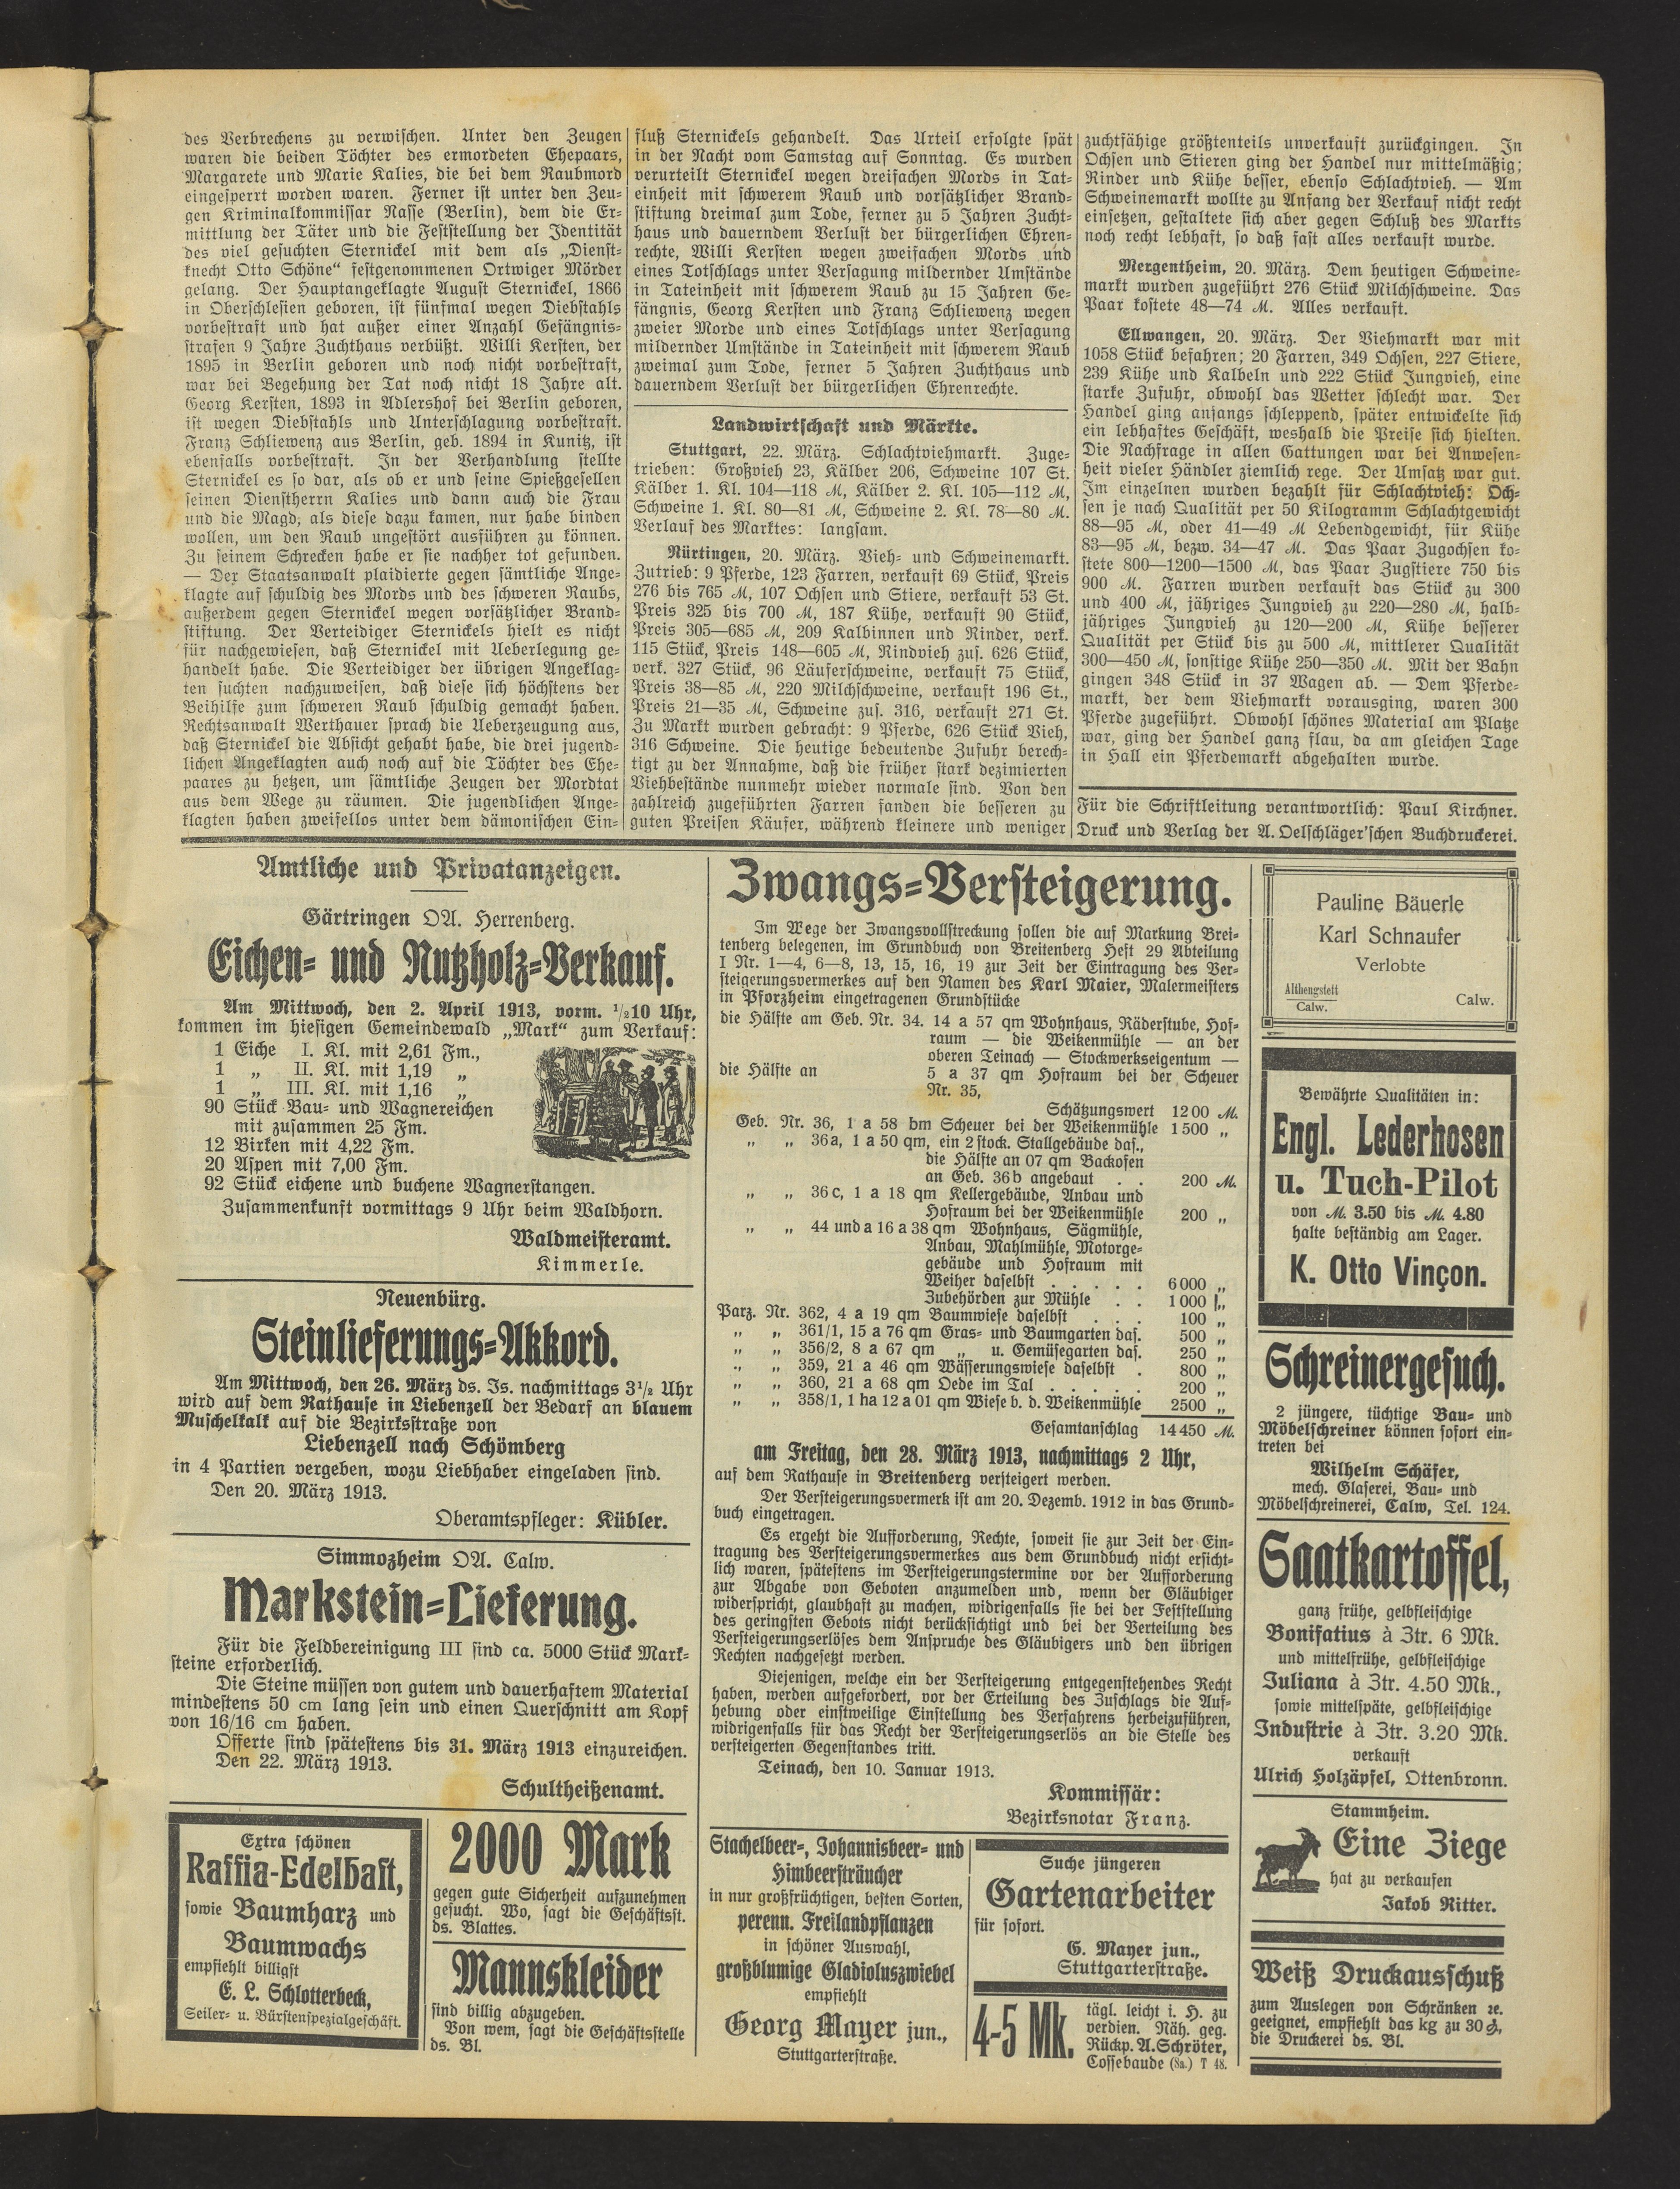 des Verbrechens zu verwischen. Unter den Zeugen
waren die beiden Töchter des ermordeten Ehepaars,
Margarete und Marie Kalies, die bei dem Raubmord
eingesperrt worden waren. Ferner ist unter den Zeu-
gen Kriminalkommissar Nasse (Berlin), dem die Er-
mittlung der Täter und die Feststellung der Identität
des viel gesuchten Sternickel mit dem als „Dienst-
knecht Otto Schöne“ festgenommenen Ortwiger Mörder
gelang. Der Hauptangeklagte August Sternickel, 1866
in Oberschlesien geboren, ist fünfmal wegen Diebstahls
vorbestraft und hat außer einer Anzahl Gefängnis-
strafen 9 Jahre Zuchthaus verbüßt. Willi Kersten, der
1895 in Berlin geboren und noch nicht vorbestraft,
war bei Begehung der Tat noch nicht 18 Jahre alt.
Georg Kersten, 1893 in Adlershof bei Berlin geboren,
ist wegen Diebstahls und Unterschlagung vorbestraft.
Franz Schliewenz aus Berlin, geb. 1894 in Kunitz, ist
ebenfalls vorbestraft. In der Verhandlung stellte
Sternickel es so dar, als ob er und seine Spießgesellen
seinen Dienstherrn Kalies und dann auch die Frau
und die Magd, als diese dazu kamen, nur habe binden
wollen, um den Raub ungestört ausführen zu können.
Zu seinem Schrecken habe er sie nachher tot gefunden.
— Der Staatsanwalt plaidierte gegen sämtliche Ange-
klagte auf schuldig des Mords und des schweren Raubs,
außerdem gegen Sternickel wegen vorsätzlicher Brand-
stiftung. Der Verteidiger Sternickels hielt es nicht
für nachgewiesen, daß Sternickel mit Ueberlegung ge-
handelt habe. Die Verteidiger der übrigen Angeklag-
ten suchten nachzuweisen, daß diese sich höchstens der
Beihilfe zum schweren Raub schuldig gemacht haben.
Rechtsanwalt Werthauer sprach die Ueberzeugung aus,
daß Sternickel die Absicht gehabt habe, die drei jugend-
lichen Angeklagten auch noch auf die Töchter des Ehe-
paares zu hetzen, um sämtliche Zeugen der Mordtat
aus dem Wege zu räumen. Die jugendlichen Ange-
klagten haben zweifellos unter dem dämonischen Ein-
fluß Sternickels gehandelt. Das Urteil erfolgte spät
in der Nacht vom Samstag auf Sonntag. Es wurden
verurteilt Sternickel wegen dreifachen Mords in Tat-
einheit mit schwerem Raub und vorsätzlicher Brand-
stiftung dreimal zum Tode, ferner zu 5 Jahren Zucht-
haus und dauerndem Verlust der bürgerlichen Ehren-
rechte, Willi Kersten wegen zweifachen Mords und
eines Totschlags unter Versagung mildernder Umstände
in Tateinheit mit schwerem Raub zu 15 Jahren Ge-
fängnis, Georg Kersten und Franz Schliewenz wegen
zweier Morde und eines Totschlags unter Versagung
mildernder Umstände in Tateinheit mit schwerem Raub
zweimal zum Tode, ferner 5 Jahren Zuchthaus und
dauerndem Verlust der bürgerlichen Ehrenrechte.
Landwirtschaft und Märkte.
Stuttgart, 22. März. Schlachtviehmarkt. Zuge-
trieben: Großvieh 23, Kälber 206, Schweine 107 St.
Kälber 1. Kl. 104—118 M, Kälber 2. Kl. 105—112 M,
Schweine 1. Kl. 80—81 M, Schweine 2. Kl. 78—80 M.
Verlauf des Marktes: langsam.
Nürtingen, 20. März. Vieh- und Schweinemarkt.
Zutrieb: 9 Pferde, 123 Farren, verkauft 69 Stück, Preis
276 bis 765 M, 107 Ochsen und Stiere, verkauft 53 St.
Preis 325 bis 700 M, 187 Kühe, verkauft 90 Stück,
Preis 305—685 M, 209 Kalbinnen und Rinder, verk.
115 Stück, Preis 148—605 M, Rindvieh zus. 626 Stück,
verk. 327 Stück, 96 Läuferschweine, verkauft 75 Stück,
Preis 38—85 M, 220 Milchschweine, verkauft 196 St.,
Preis 21—35 M, Schweine zus. 316, verkauft 271 St.
Zu Markt wurden gebracht: 9 Pferde, 626 Stück Vieh,
316 Schweine. Die heutige bedeutende Zufuhr berech-
tigt zu der Annahme, daß die früher stark dezimierten
Viehbestände nunmehr wieder normale sind. Von den
zahlreich zugeführten Farren fanden die besseren zu
guten Preisen Käufer, während kleinere und weniger
zuchtfähige größtenteils unverkauft zurückgingen. In
Ochsen und Stieren ging der Handel nur mittelmäßig;
Rinder und Kühe besser, ebenso Schlachtvieh. — Am
Schweinemarkt wollte zu Anfang der Verkauf nicht recht
einsetzen, gestaltete sich aber gegen Schluß des Markts
noch recht lebhaft, so daß fast alles verkauft wurde.
Mergentheim, 20. März. Dem heutigen Schweine-
markt wurden zugeführt 276 Stück Milchschweine. Das
Paar kostete 48—74 M. Alles verkauft.
Ellwangen, 20. März. Der Viehmarkt war mit
1058 Stück befahren; 20 Farren, 349 Ochsen, 227 Stiere,
239 Kühe und Kalbeln und 222 Stück Jungvieh, eine
starke Zufuhr, obwohl das Wetter schlecht war. Der
Handel ging anfangs schleppend, später entwickelte sich
ein lebhaftes Geschäft, weshalb die Preise sich hielten.
Die Nachfrage in allen Gattungen war bei Anwesen-
heit vieler Händler ziemlich rege. Der Umsatz war gut.
Im einzelnen wurden bezahlt für Schlachtvieh: Och-
sen je nach Qualität per 50 Kilogramm Schlachtgewicht
88—95 M, oder 41—49 M Lebendgewicht, für Kühe
83—95 M, bezw. 34—47 M. Das Paar Zugochsen ko-
stete 800—1200—1500 M, das Paar Zugstiere 750 bis
900 M. Farren wurden verkauft das Stück zu 300
und 400 M, jähriges Jungvieh zu 220—280 M, halb-
jähriges Jungvieh zu 120—200 M, Kühe besserer
Qualität per Stück bis zu 500 M, mittlerer Qualität
300—450 M, sonstige Kühe 250—350 M. Mit der Bahn
gingen 348 Stück in 37 Wagen ab. — Dem Pferde-
markt, der dem Viehmarkt vorausging, waren 300
Pferde zugeführt. Obwohl schönes Material am Platze
war, ging der Handel ganz flau, da am gleichen Tage
in Hall ein Pferdemarkt abgehalten wurde.
Für die Schriftleitung verantwortlich: Paul Kirchner.
Druck und Verlag der A. Oelschläger'schen Buchdruckerei.
Amtliche und Privatanzeigen.
Gärtringen OA. Herrenberg.
Eichen- und Nutzholz-Verkauf.
Am Mittwoch, den 2. April 1913, vorm. 1/210 Uhr,
kommen im hiesigen Gemeindewald „Mark“ zum Verkauf:
1 Eiche I. Kl. mit 2,61 Fm.,
1 „ II. Kl. mit 1,19 „
1 „ III. Kl. mit 1,16 „
90 Stück Bau- und Wagnereichen
mit zusammen 25 Fm.
12 Birken mit 4,22 Fm.
20 Aspen mit 7,00 Fm.
92 Stück eichene und buchene Wagnerstangen.
Zusammenkunft vormittags 9 Uhr beim Waldhorn.
Waldmeisteramt.
Kimmerle.
Neuenbürg.
Steinlieferungs-Akkord.
Am Mittwoch, den 26. März ds. Js. nachmittags 3 1/2 Uhr
wird auf dem Rathause in Liebenzell der Bedarf an blauem
Muschelkalk auf die Bezirksstraße von
Liebenzell nach Schömberg
in 4 Partien vergeben, wozu Liebhaber eingeladen sind.
Den 20. März 1913.
Oberamtspfleger: Kübler.
Simmozheim OA. Calw.
Markstein-Lieferung.
Für die Feldbereinigung III sind ca. 5000 Stück Mark-
steine erforderlich.
Die Steine müssen von gutem und dauerhaftem Material
mindestens 50 cm lang sein und einen Querschnitt am Kopf
von 16/16 cm haben.
Offerte sind spätestens bis 31. März 1913 einzureichen.
Den 22. März 1913.
Schultheißenamt.
Extra schönen
Raffia-Edelbast,
sowie Baumharz und
Baumwachs
empfiehlt billigst
E. L. Schlotterbeck,
Seiler- u. Bürstenspezialgeschäft.
2000 Mark
gegen gute Sicherheit aufzunehmen
gesucht. Wo, sagt die Geschäftsst.
ds. Blattes.
Mannskleider
sind billig abzugeben.
Von wem, sagt die Geschäftsstelle
ds. Bl.
Zwangs-Versteigerung.
Im Wege der Zwangsvollstreckung sollen die auf Markung Brei-
tenberg belegenen, im Grundbuch von Breitenberg Heft 29 Abteilung
I Nr. 1—4, 6—8, 13, 15, 16, 19 zur Zeit der Eintragung des Ver-
steigerungsvermerkes auf den Namen des Karl Maier, Malermeisters
in Pforzheim eingetragenen Grundstücke
die Hälfte am Geb. Nr. 34. 14 a 57 qm Wohnhaus, Räderstube, Hof-
raum — die Weikenmühle — an der
oberen Teinach — Stockwerkseigentum —
die Hälfte an 5 a 37 qm Hofraum bei der Scheuer
Nr. 35,
Schätzungswert 1200 M.
Geb. Nr. 36, 1 a 58 bm Scheuer bei der Weikenmühle 1500 „
„ „ 36a, 1 a 50 qm, ein 2stock. Stallgebäude das.,
die Hälfte an 07 qm Backofen
an Geb. 36b angebaut . . 200 M.
„ „ 36c, 1 a 18 qm Kellergebäude, Anbau und
Hofraum bei der Weikenmühle 200 „
„ „ 44 und a 16 a 38 qm Wohnhaus, Sägmühle,
Anbau, Mahlmühle, Motorge-
gebäude und Hofraum mit
Weiher daselbst . . . . . 6000 „
Zubehörden zur Mühle . . 1000 „
Parz. Nr. 362, 4 a 19 qm Baumwiese daselbst . . . 100 „
„ „ 361/1, 15 a 76 qm Gras- und Baumgarten das. 500 „
„ „ 356/2, 8 a 67 qm „ u. Gemüsegarten das. 250 „
„ „ 359, 21 a 46 qm Wässerungswiese daselbst . 800 „
„ „ 360, 21 a 68 qm Oede im Tal . . . . . 200 „
„ „ 358/1, 1 ha 12 a 01 qm Wiese b. d. Weikenmühle 2500 „
Gesamtanschlag 14450 M.
am Freitag, den 28. März 1913, nachmittags 2 Uhr,
auf dem Rathause in Breitenberg versteigert werden.
Der Versteigerungsvermerk ist am 20. Dezemb. 1912 in das Grund-
buch eingetragen.
Es ergeht die Aufforderung, Rechte, soweit sie zur Zeit der Ein-
tragung des Versteigerungsvermerkes aus dem Grundbuch nicht ersicht-
lich waren, spätestens im Versteigerungstermine vor der Aufforderung
zur Abgabe von Geboten anzumelden und, wenn der Gläubiger
widerspricht, glaubhaft zu machen, widrigenfalls sie bei der Feststellung
des geringsten Gebots nicht berücksichtigt und bei der Verteilung des
Versteigerungserlöses dem Anspruche des Gläubigers und den übrigen
Rechten nachgesetzt werden.
Diejenigen, welche ein der Versteigerung entgegenstehendes Recht
haben, werden aufgefordert, vor der Erteilung des Zuschlags die Auf-
hebung oder einstweilige Einstellung des Verfahrens herbeizuführen,
widrigenfalls für das Recht der Versteigerungserlös an die Stelle des
versteigerten Gegenstandes tritt.
Teinach, den 10. Januar 1913.
Kommissär:
Bezirksnotar Franz.
Stachelbeer-, Johannisbeer- und
Himbeersträucher
in nur großfrüchtigen, besten Sorten,
perenn. Freilandpflanzen
in schöner Auswahl,
großblumige Gladioluszwiebel
empfiehlt
Georg Mayer jun.,
Stuttgarterstraße.
Suche jüngeren
Gartenarbeiter
für sofort.
G. Mayer jun.,
Stuttgarterstraße.
4-5 Mk. tägl. leicht i. H. zu
verdien. Näh. geg.
Rückp. A. Schröter,
Cossebaude (Sa.) T 48.
Pauline Bäuerle
Karl Schnaufer
Verlobte
Althengstett
Calw.
Calw.
Bewährte Qualitäten in:
Engl. Lederhosen
u. Tuch-Pilot
von M. 3.50 bis M. 4.80
halte beständig am Lager.
K. Otto Vinçon.
Schreinergesuch.
2 jüngere, tüchtige Bau- und
Möbelschreiner können sofort ein-
treten bei
Wilhelm Schäfer,
mech. Glaserei, Bau- und
Möbelschreinerei, Calw, Tel. 124.
Saatkartoffel,
ganz frühe, gelbfleischige
Bonifatius à Ztr. 6 Mk.
und mittelfrühe, gelbfleischige
Juliana à Ztr. 4.50 Mk.,
sowie mittelspäte, gelbfleischige
Industrie à Ztr. 3.20 Mk.
verkauft
Ulrich Holzäpfel, Ottenbronn.
Stammheim.
Eine Ziege
hat zu verkaufen
Jakob Ritter.
Weiß Druckausschuß
zum Auslegen von Schränken ꝛc.
geeignet, empfiehlt das kg zu 30 ₰,
die Druckerei ds. Bl.